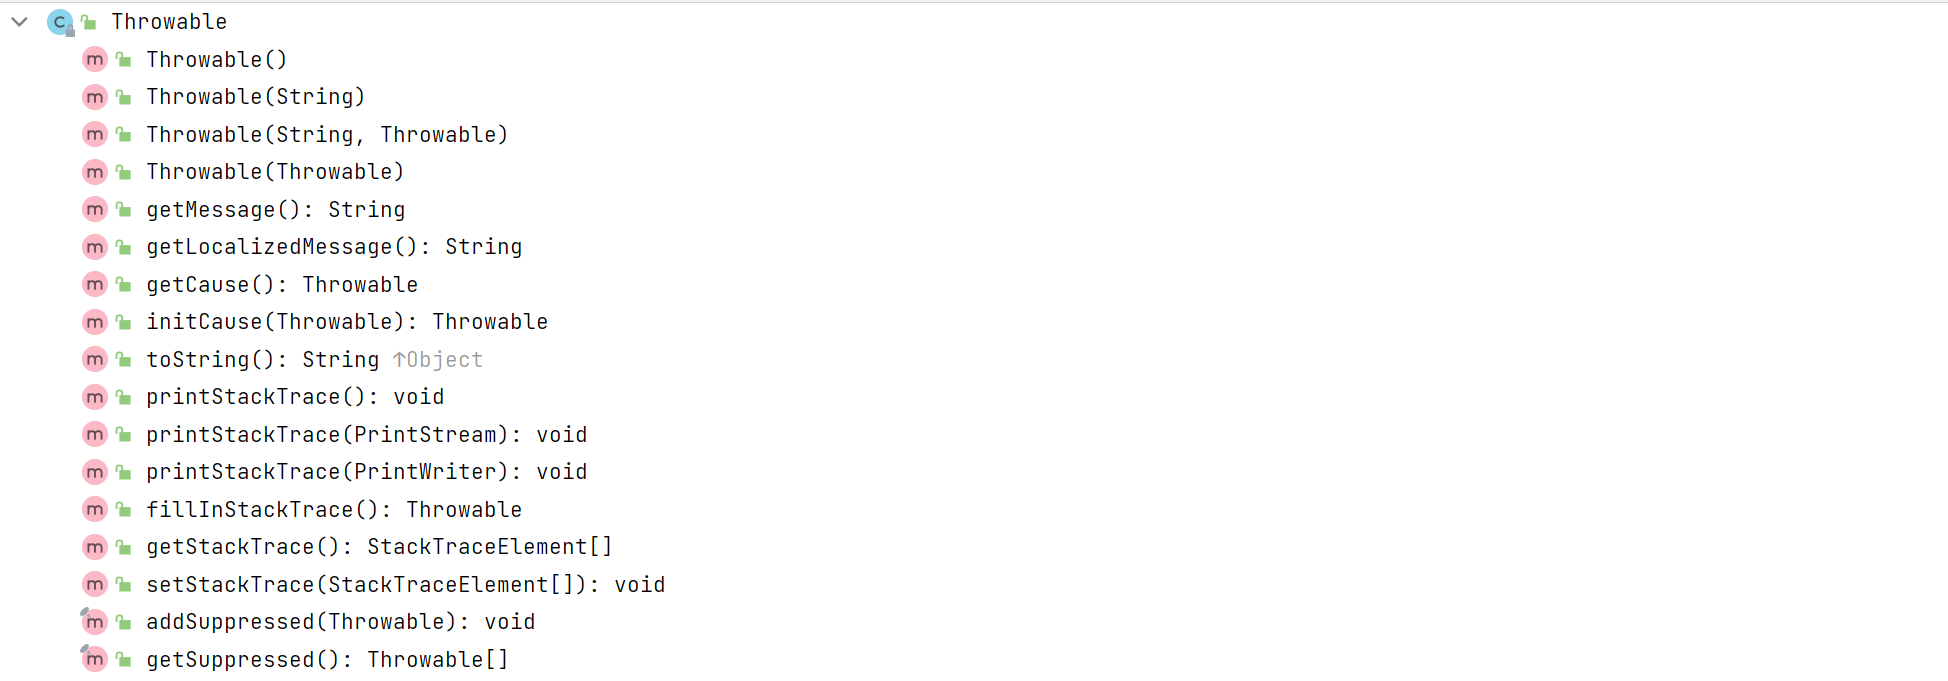 Throwable
Throwable()
Throwable(String)
Throwable(String, Throwable)
Throwable(Throwable)
getMessage(): String
getLocalizedMessage(): String
getCause(): Throwable
initCause(Throwable): Throwable
toString(): String ↑Object
printStackTrace(): void
printStackTrace(PrintStream): void
printStackTrace(PrintWriter): void
fillInStackTrace(): Throwable
getStackTrace(): StackTraceElement[]
setStackTrace(StackTraceElement[]): void
addSuppressed(Throwable): void
getSuppressed(): Throwable[]